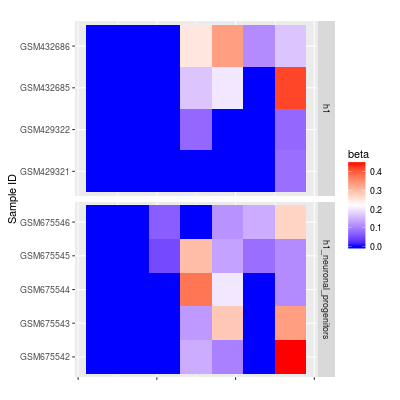 GSM432686
GSM432685
GSM429322
GSM429321
h1
GSM675546
GSM675545
GSM675544
GSM675543
GSM675542
h1_neuronal_progenitors
Sample ID
beta
0.4
0.3
0.2
0.1
0.0